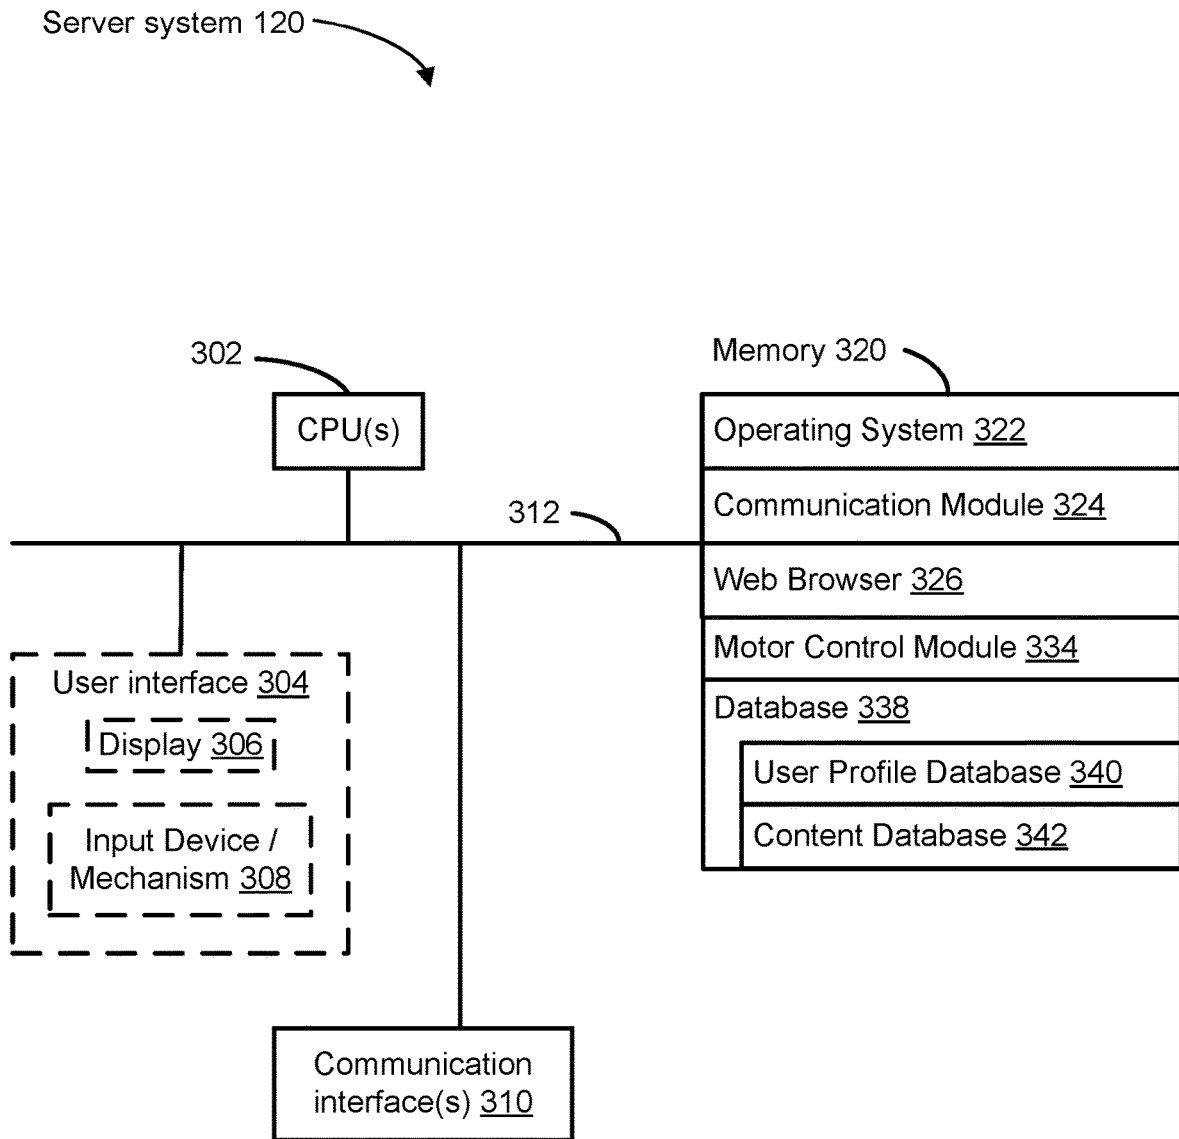 Server system 120
302
Memory 320
CPU(s)
Operating System 322
Communication Module 324
312
Web Browser 326
Motor Control Module 334
User interface 304
Database 338
Display 306
User Profile Database 340
Content Database 342
Input Device /
Mechanism 308
Communication
interface(s) 310